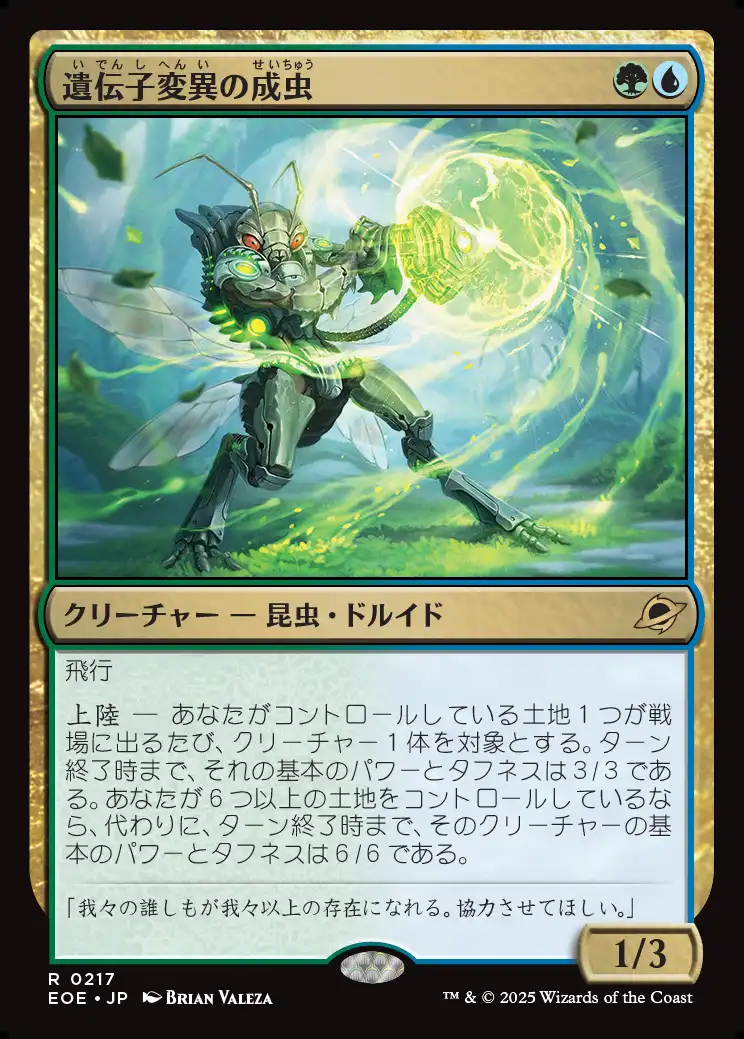 い でん し へん い せいちゅう
遺伝子変異の成虫
クリーチャー — 昆虫・ドルイド
飛行
上陸 — あなたがコントロールしている土地１つが戦
場に出るたび、クリーチャー１体を対象とする。ターン
終了時まで、それの基本のパワーとタフネスは３/３であ
る。あなたが６つ以上の土地をコントロールしているな
ら、代わりに、ターン終了時まで、そのクリーチャーの基
本のパワーとタフネスは６/６である。
「我々の誰しもが我々以上の存在になれる。協力させてほしい。」
1/3
R 0217
EOE • JP Brian Valeza
™ & © 2025 Wizards of the Coast